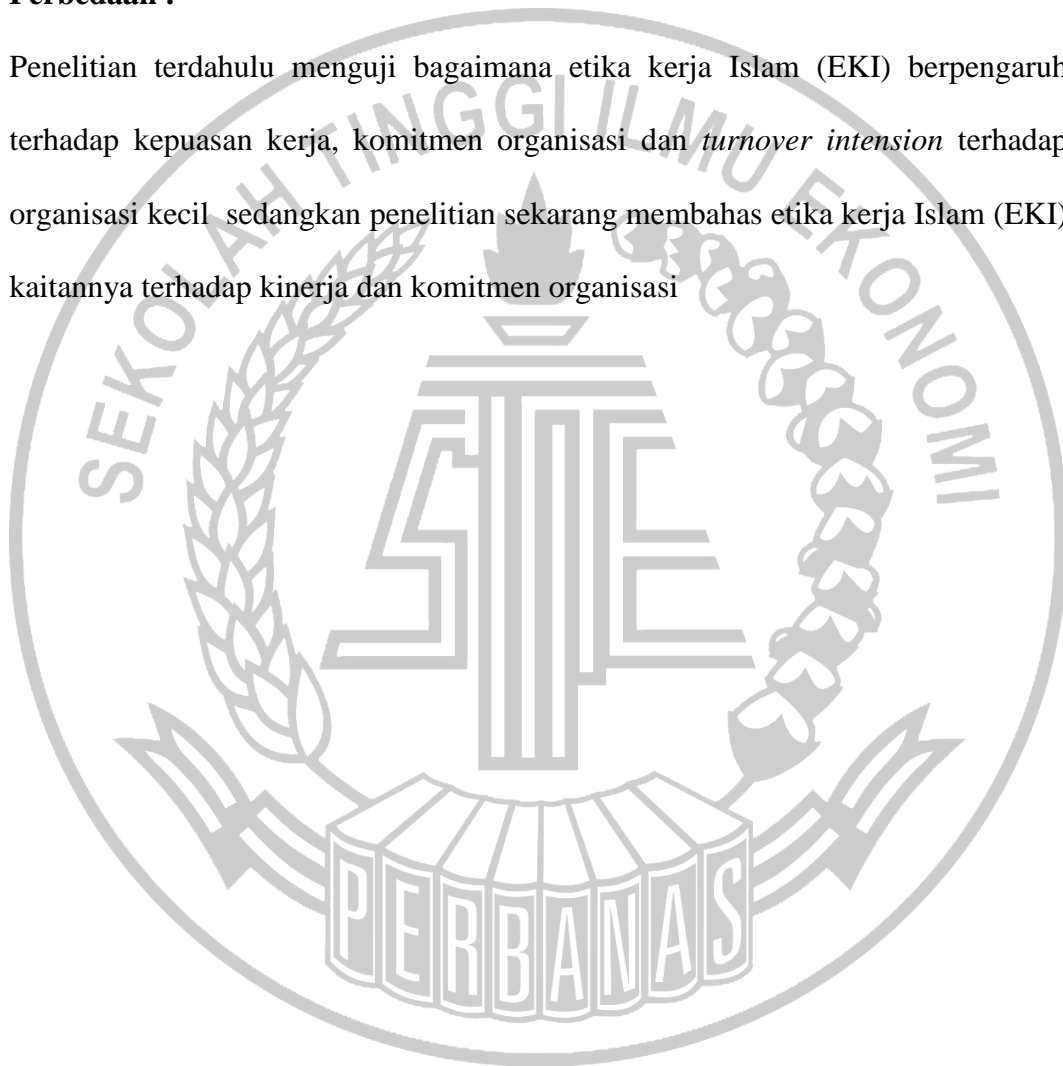 Perbedaan :
Penelitian terdahulu menguji bagaimana etika kerja Islam (EKI) berpengaruh
terhadap kepuasan kerja, komitmen organisasi dan turnover intension terhadap
organisasi kecil sedangkan penelitian sekarang membahas etika kerja Islam (EKI)
kaitannya terhadap kinerja dan komitmen organisasi
SEKOLAH TINGGI ILMU EKONOMI
STIE
PERBANAS